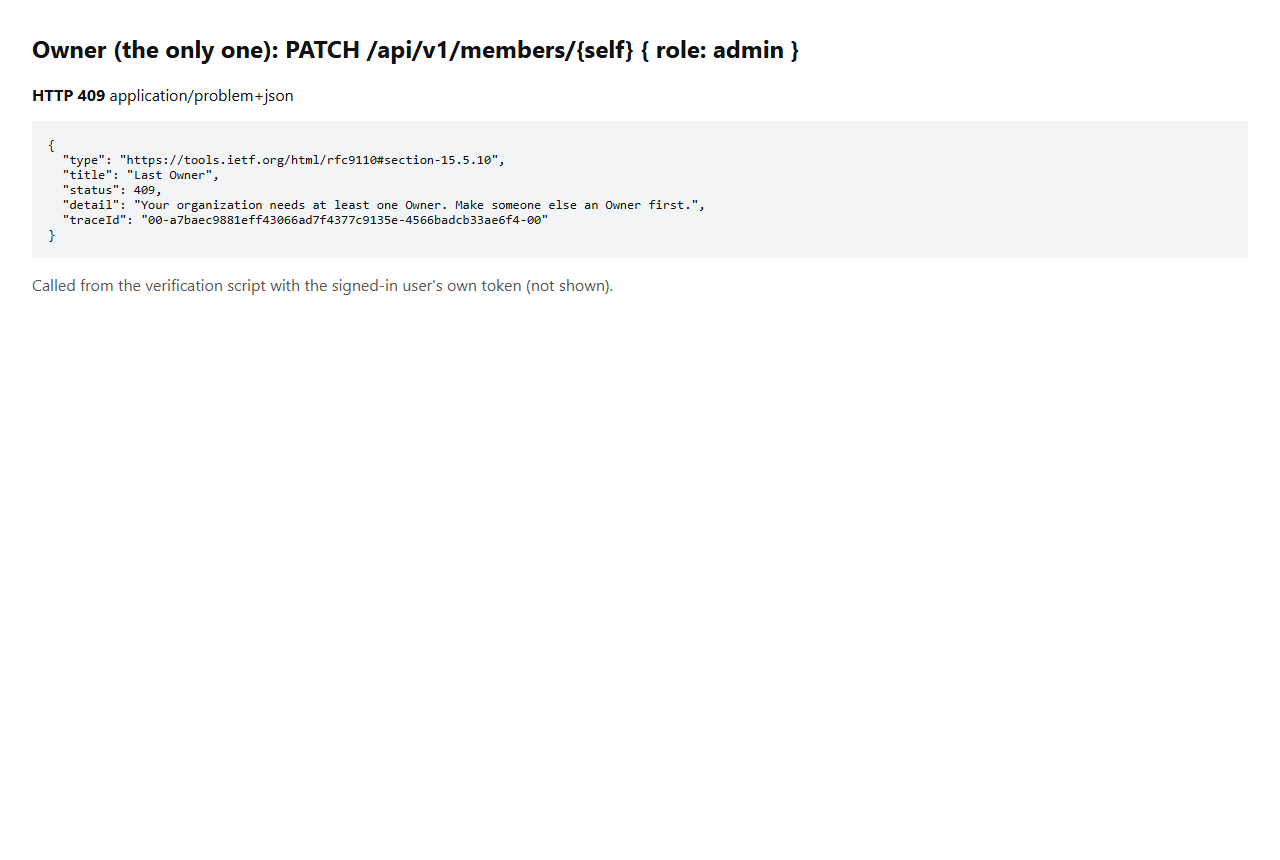 Owner (the only one): PATCH /api/v1/members/{self} { role: admin }
HTTP 409 application/problem+json
{
  "type": "https://tools.ietf.org/html/rfc9110#section-15.5.10",
  "title": "Last Owner",
  "status": 409,
  "detail": "Your organization needs at least one Owner. Make someone else an Owner first.",
  "traceId": "00-a7baec9881eff43066ad7f4377c9135e-4566badcb33ae6f4-00"
}
Called from the verification script with the signed-in user's own token (not shown).